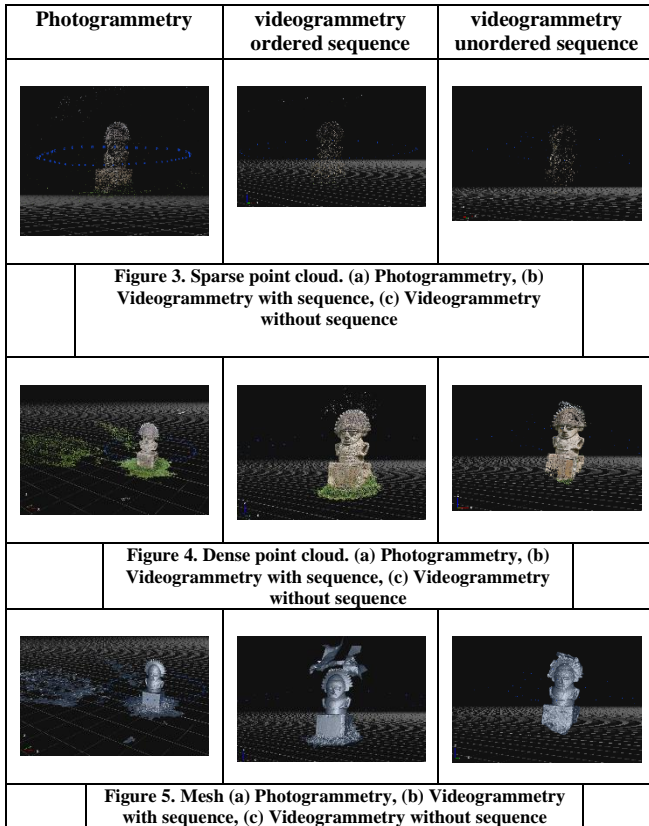 Photogrammetry
videogrammetry
ordered sequence
videogrammetry
unordered sequence
Figure 3. Sparse point cloud. (a) Photogrammetry, (b)
Videogrammetry with sequence, (c) Videogrammetry
without sequence
Figure 4. Dense point cloud. (a) Photogrammetry, (b)
Videogrammetry with sequence, (c) Videogrammetry
without sequence
Figure 5. Mesh (a) Photogrammetry, (b) Videogrammetry
with sequence, (c) Videogrammetry without sequence